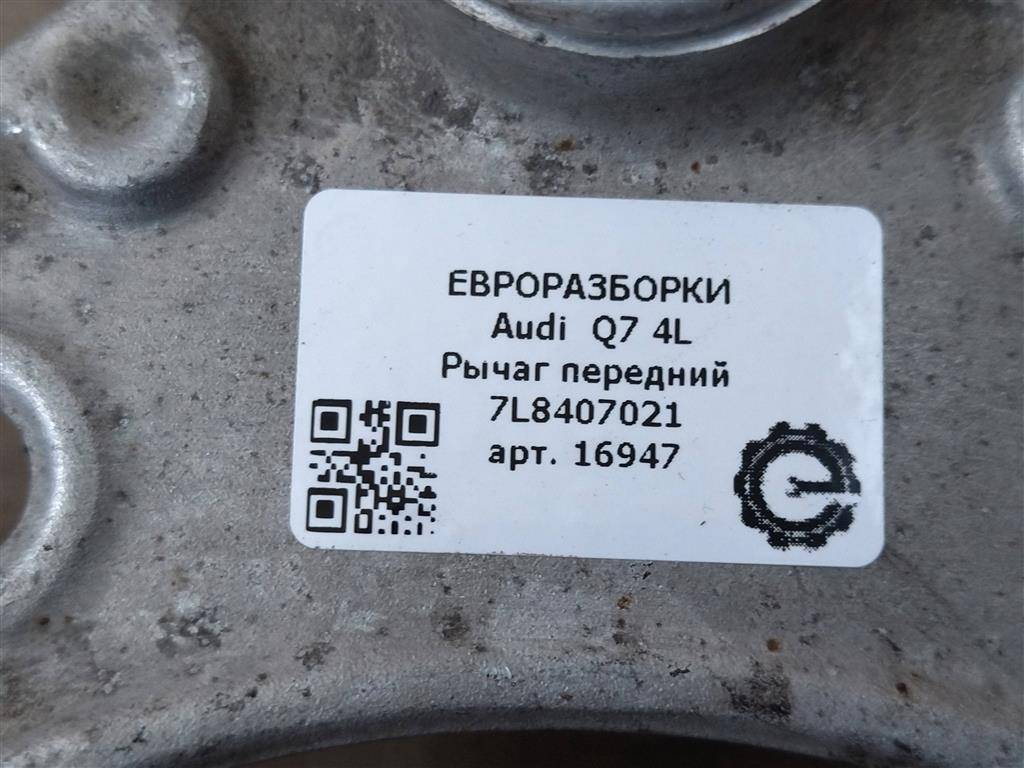 ЕВРОРАЗБОРКИ
Audi Q7 4L
Рычаг передний
7L8407021
арт. 16947